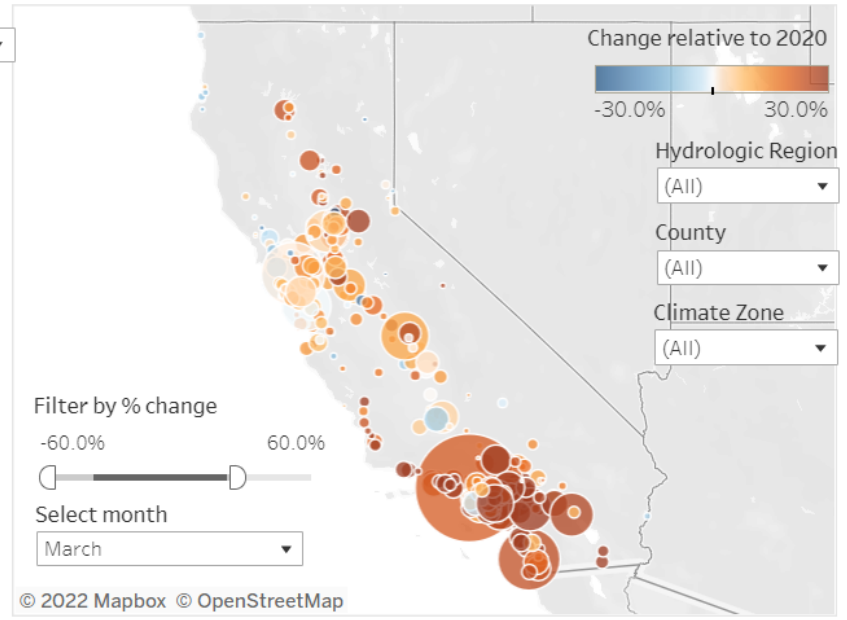 Change relative to 2020
-30.0% 30.0%
Hydrologic Region
(All)
County
(All)
Climate Zone
(All)
Filter by % change
-60.0% 60.0%
Select month
March
© 2022 Mapbox © OpenStreetMap